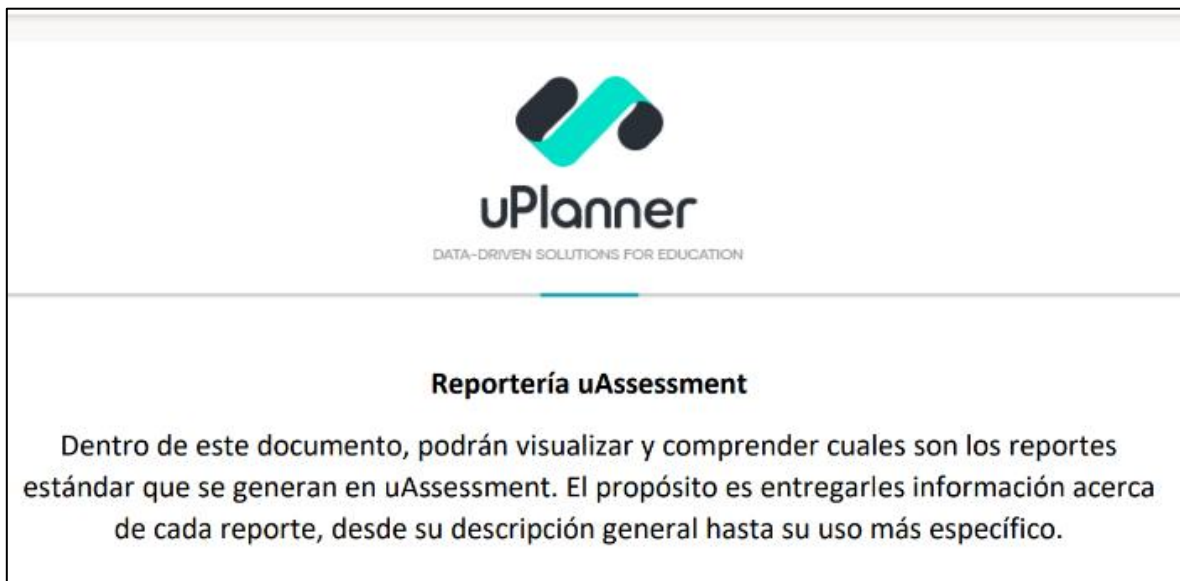 uPlanner
DATA-DRIVEN SOLUTIONS FOR EDUCATION
Reportería uAssessment
Dentro de este documento, podrán visualizar y comprender cuales son los reportes
estándar que se generan en uAssessment. El propósito es entregarles información acerca
de cada reporte, desde su descripción general hasta su uso más específico.